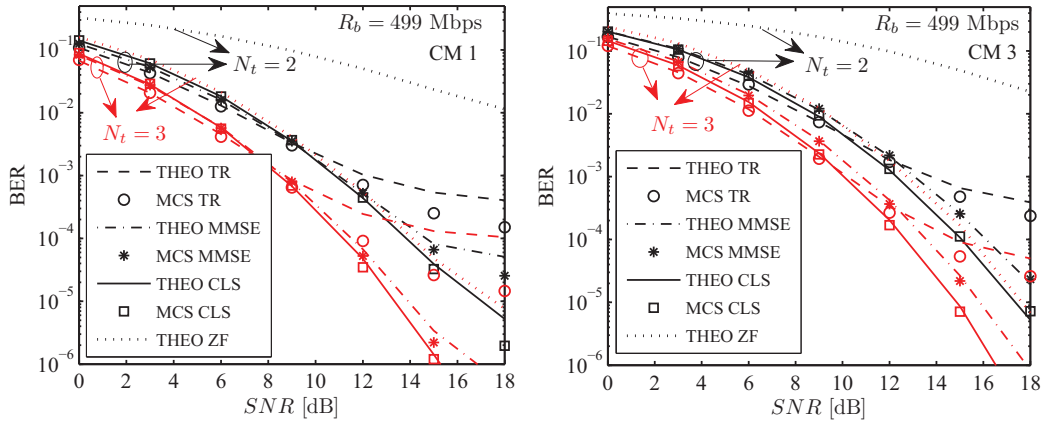 R_b = 499 Mbps
CM 1
N_t = 2
N_t = 3
BER
10^{-1}
10^{-2}
10^{-3}
10^{-4}
10^{-5}
10^{-6}
THEO TR
MCS TR
THEO MMSE
MCS MMSE
THEO CLS
MCS CLS
THEO ZF
0 2 4 6 8 10 12 14 16 18
SNR [dB]
R_b = 499 Mbps
CM 3
N_t = 2
N_t = 3
BER
10^{-1}
10^{-2}
10^{-3}
10^{-4}
10^{-5}
10^{-6}
THEO TR
MCS TR
THEO MMSE
MCS MMSE
THEO CLS
MCS CLS
THEO ZF
0 2 4 6 8 10 12 14 16 18
SNR [dB]